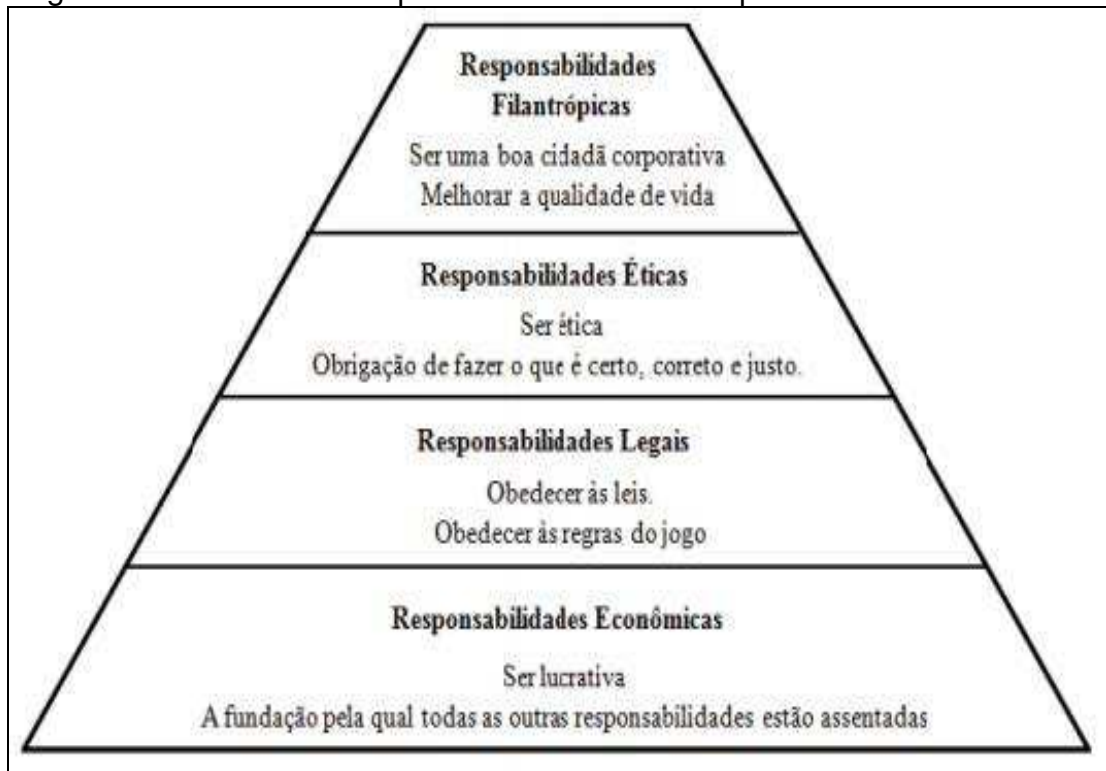 Responsabilidades
Filantrópicas
Ser uma boa cidadã corporativa
Melhorar a qualidade de vida
Responsabilidades Éticas
Ser ética
Obrigação de fazer o que é certo, correto e justo.
Responsabilidades Legais
Obedecer às leis.
Obedecer às regras do jogo
Responsabilidades Econômicas
Ser lucrativa
A fundação pela qual todas as outras responsabilidades estão assentadas